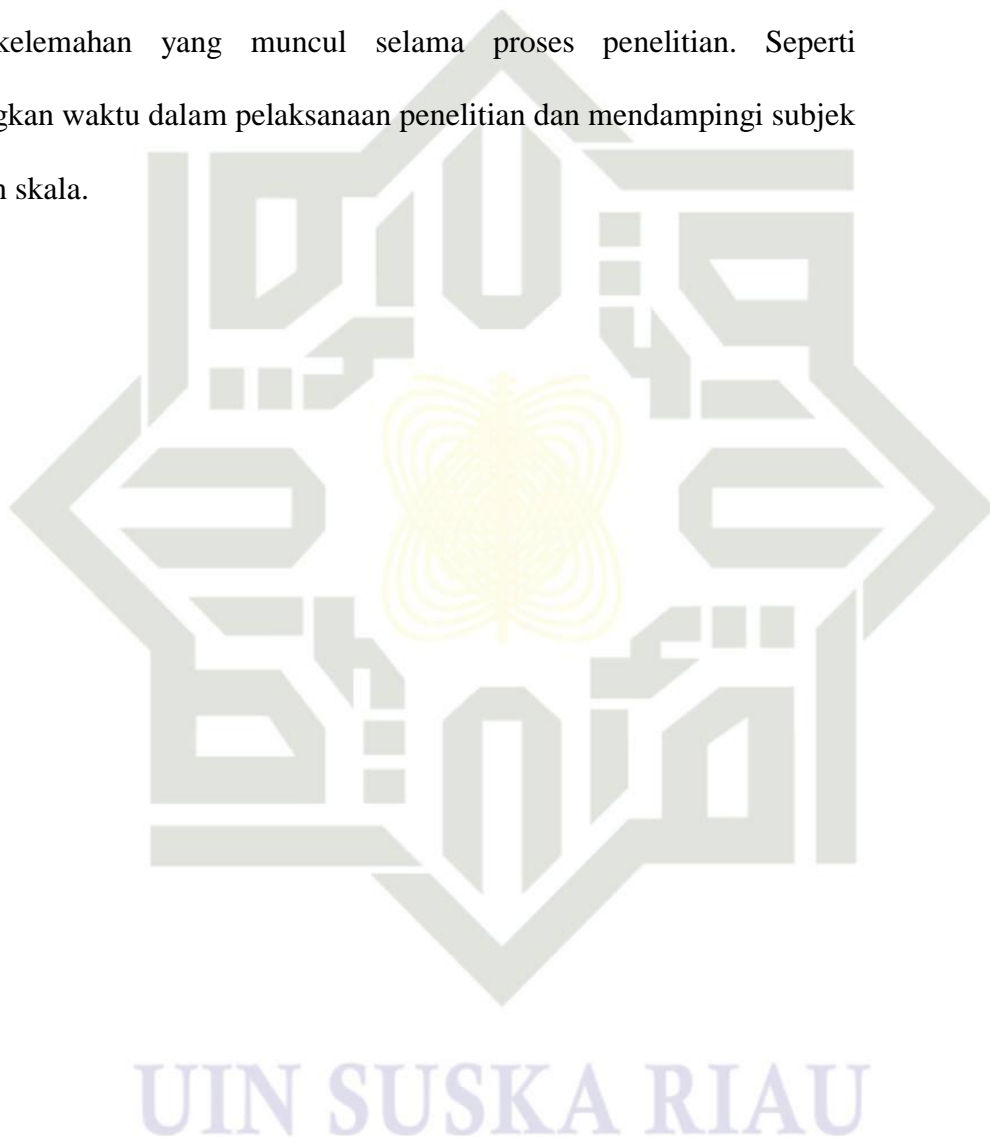 kelemahan yang muncul selama proses penelitian. Seperti
gkan waktu dalam pelaksanaan penelitian dan mendampingi subjek
n skala.
UIN SUSKA RIAU